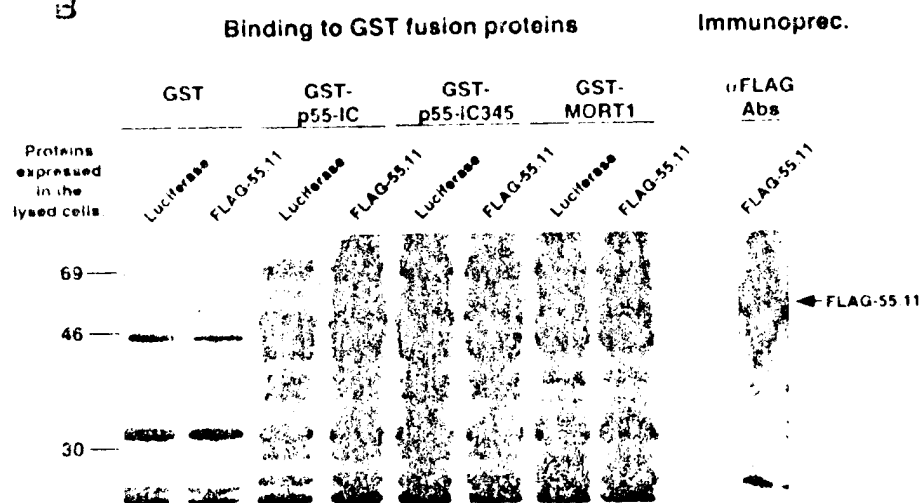 B
Binding to GST fusion proteins
Immunoprec.
GST
GST-
p55-IC
GST-
p55-IC345
GST-
MORT1
αFLAG
Abs
Proteins
expressed
in the
lysed cells.
Luciferase
FLAG-55.11
Luciferase
FLAG-55.11
Luciferase
FLAG-55.11
Luciferase
FLAG-55.11
FLAG-55.11
69
46
30
FLAG-55.11